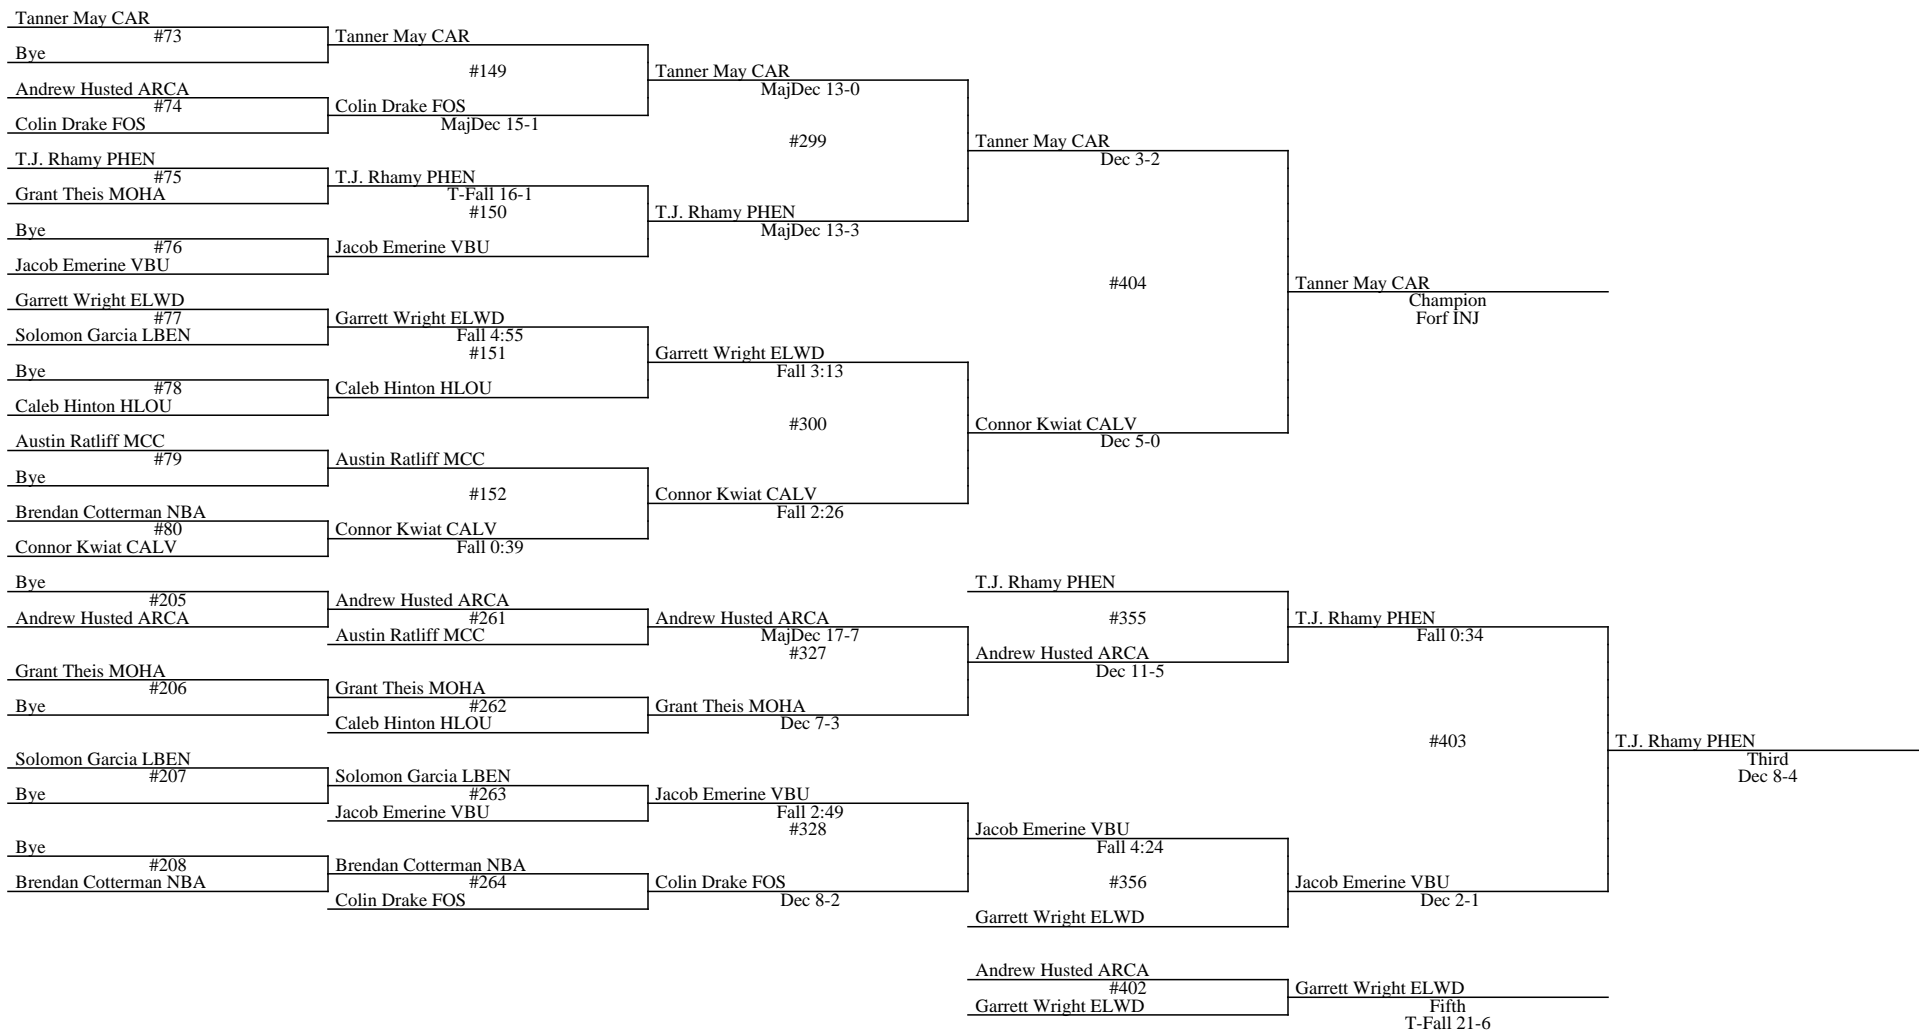 Tanner May CAR
#73
Bye
Andrew Husted ARCA
#74
Colin Drake FOS
T.J. Rhamy PHEN
#75
Grant Theis MOHA
Bye
#76
Jacob Emerine VBU
Garrett Wright ELWD
#77
Solomon Garcia LBEN
Bye
#78
Caleb Hinton HLOU
Austin Ratliff MCC
#79
Bye
Brendan Cotterman NBA
#80
Connor Kwiat CALV
Tanner May CAR
#149
Colin Drake FOS
MajDec 15-1
T.J. Rhamy PHEN
T-Fall 16-1
#150
Jacob Emerine VBU
Garrett Wright ELWD
Fall 4:55
#151
Caleb Hinton HLOU
Austin Ratliff MCC
#152
Connor Kwiat CALV
Fall 0:39
Tanner May CAR
MajDec 13-0
#299
T.J. Rhamy PHEN
MajDec 13-3
Garrett Wright ELWD
Fall 3:13
#300
Connor Kwiat CALV
Fall 2:26
Tanner May CAR
Dec 3-2
#404
Connor Kwiat CALV
Dec 5-0
Tanner May CAR
Champion
Forf INJ
Bye
#205
Andrew Husted ARCA
Grant Theis MOHA
#206
Bye
Solomon Garcia LBEN
#207
Bye
Bye
#208
Brendan Cotterman NBA
Andrew Husted ARCA
#261
Austin Ratliff MCC
Grant Theis MOHA
#262
Caleb Hinton HLOU
Solomon Garcia LBEN
#263
Jacob Emerine VBU
Brendan Cotterman NBA
#264
Colin Drake FOS
Andrew Husted ARCA
MajDec 17-7
#327
Grant Theis MOHA
Dec 7-3
Jacob Emerine VBU
Fall 2:49
#328
Colin Drake FOS
Dec 8-2
T.J. Rhamy PHEN
#355
Andrew Husted ARCA
Dec 11-5
Jacob Emerine VBU
Fall 4:24
#356
Garrett Wright ELWD
T.J. Rhamy PHEN
Fall 0:34
#403
Jacob Emerine VBU
Dec 2-1
T.J. Rhamy PHEN
Third
Dec 8-4
Andrew Husted ARCA
#402
Garrett Wright ELWD
Garrett Wright ELWD
Fifth
T-Fall 21-6